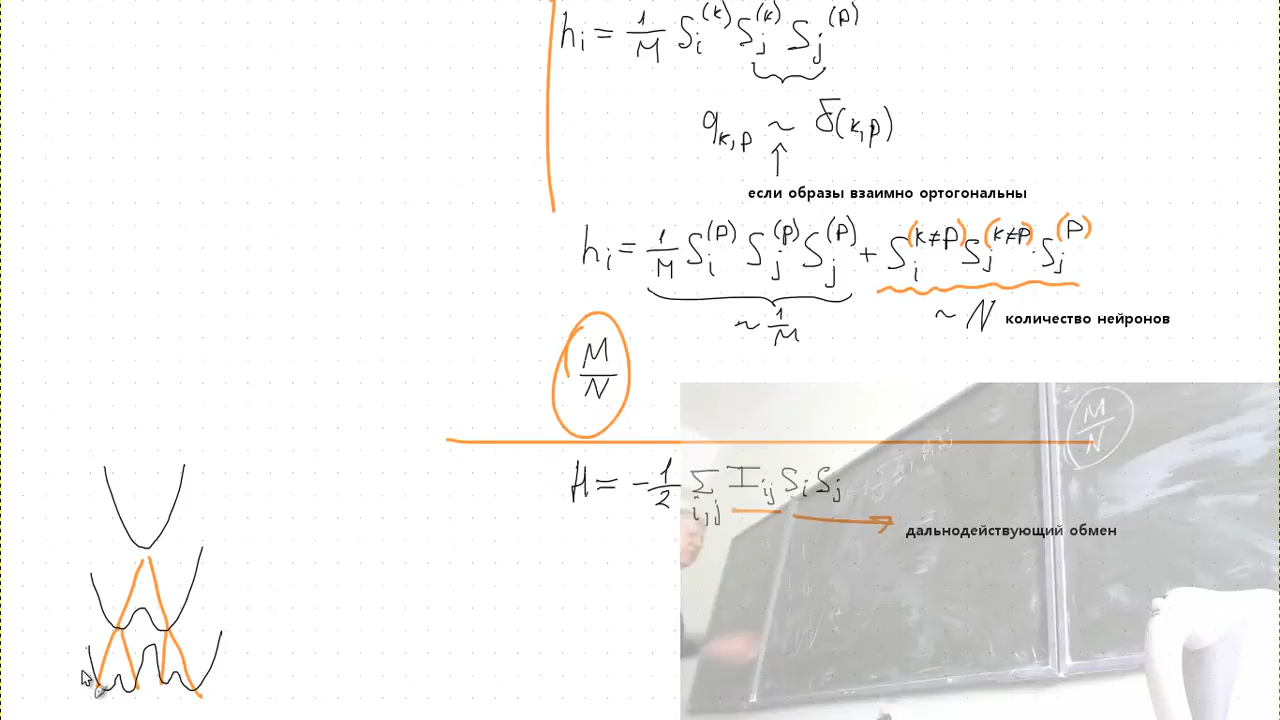 h_i = 1/M S_i^(k) S_j^(k) S_j^(p)
q_k,p ~ δ(k,p)
если образы взаимно ортогональны
h_i = 1/M S_i^(p) S_j^(p) S_j^(p) + S_i^(k≠p) S_j^(k≠p) · S_j^(p)
~ 1/M
~ N количество нейронов
M/N
M/N
H = -1/2 Σ_i,j I_ij S_i S_j
дальнодействующий обмен